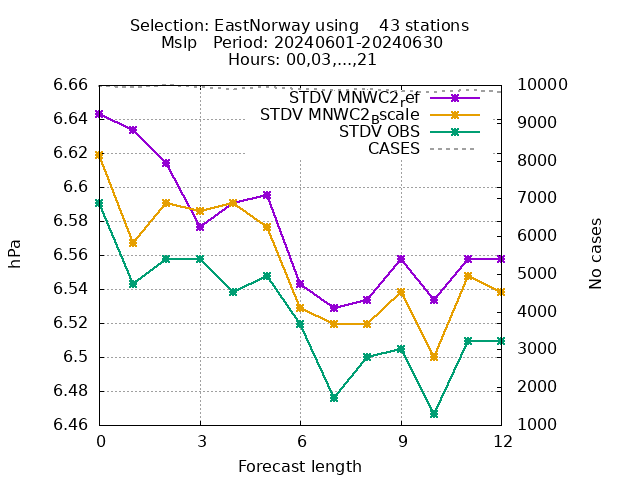 Selection: EastNorway using    43 stations
Mslp   Period: 20240601-20240630
Hours: 00,03,...,21
STDV MNWC2ref
STDV MNWC2Bscale
STDV OBS
CASES
hPa
6.66
6.64
6.62
6.6
6.58
6.56
6.54
6.52
6.5
6.48
6.46
No cases
10000
9000
8000
7000
6000
5000
4000
3000
2000
1000
0 3 6 9 12
Forecast length